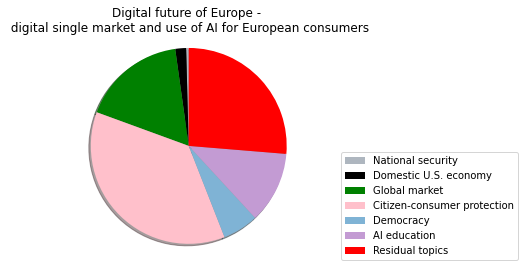 Digital future of Europe -
digital single market and use of AI for European consumers
National security
Domestic U.S. economy
Global market
Citizen-consumer protection
Democracy
AI education
Residual topics